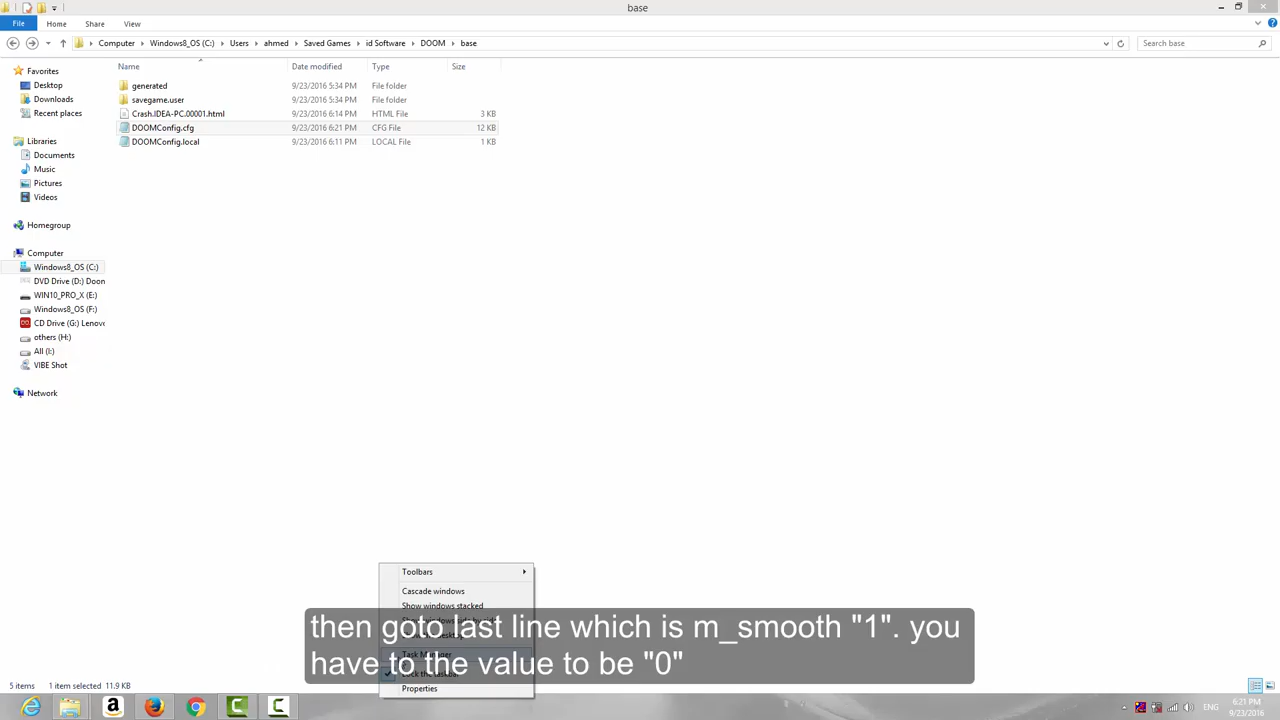 base
File Home Share View
Computer Windows8_OS (C:) Users ahmed Saved Games id Software DOOM base Search base
Name Date modified Type Size
Favorites
Desktop
Downloads
Recent places
Libraries
Documents
Music
Pictures
Videos
Homegroup
Computer
Windows8_OS (C:)
DVD Drive (D:) Doon
WIN10_PRO_X (E:)
Windows8_OS (F:)
CD Drive (G:) Lenovo
others (H:)
All (I:)
VIBE Shot
Network
generated 9/23/2016 5:34 PM File folder
savegame.user 9/23/2016 5:34 PM File folder
Crash.IDEA-PC.00001.html 9/23/2016 6:14 PM HTML File 3 KB
DOOMConfig.cfg 9/23/2016 6:21 PM CFG File 12 KB
DOOMConfig.local 9/23/2016 6:11 PM LOCAL File 1 KB
Toolbars
Cascade windows
Show windows stacked
Task Manager
Lock the taskbar
Properties
then goto last line which is m_smooth "1". you
have to the value to be "0"
5 items 1 item selected 11.9 KB
ENG 6:21 PM
9/23/2016